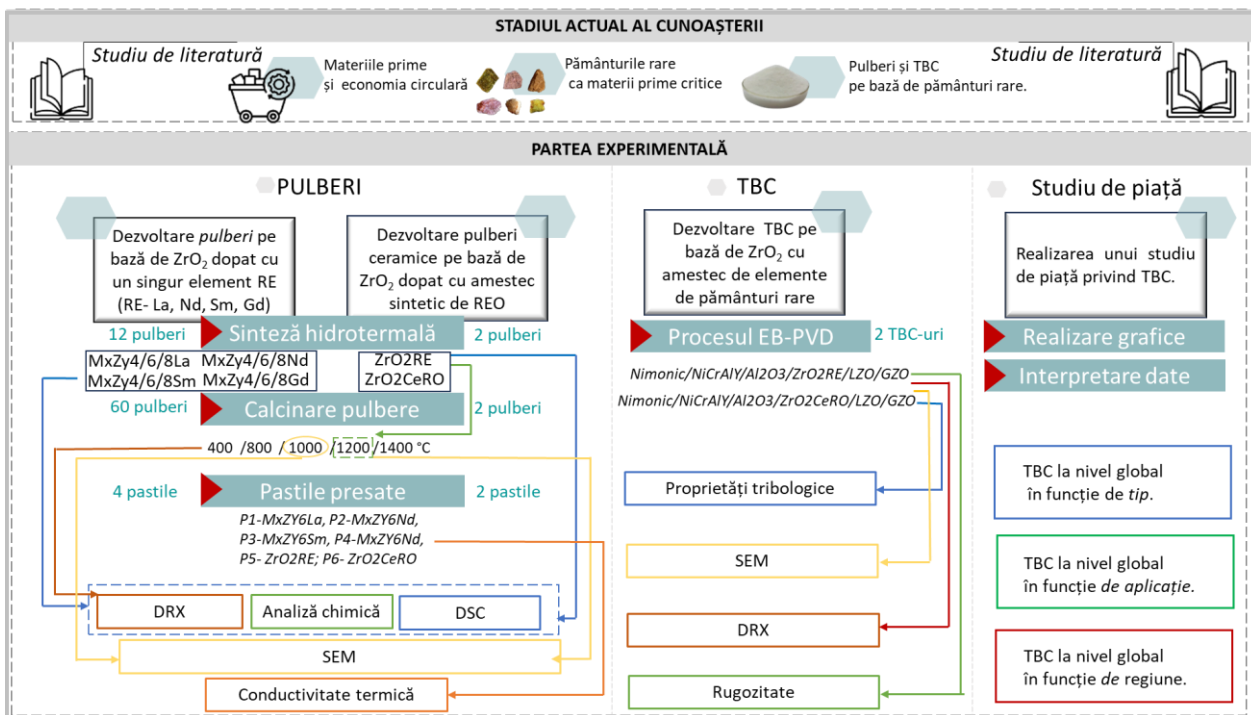 STADIUL ACTUAL AL CUNOAȘTERII
Studiu de literatură
Materiile prime
și economia circulară
Pământurile rare
ca materii prime critice
Pulberi și TBC
pe bază de pământuri rare.
Studiu de literatură
PARTEA EXPERIMENTALĂ
PULBERI
Dezvoltare pulberi pe
bază de ZrO2 dopat cu
un singur element RE
(RE- La, Nd, Sm, Gd)
Dezvoltare pulberi
ceramice pe bază de
ZrO2 dopat cu amestec
sintetic de REO
12 pulberi
Sinteză hidrotermală
2 pulberi
MxZy4/6/8La MxZy4/6/8Nd
MxZy4/6/8Sm MxZy4/6/8Gd
ZrO2RE
ZrO2CeRO
60 pulberi
Calcinare pulbere
2 pulberi
400 /800 /1000 /1200/1400 °C
4 pastile
Pastile presate
2 pastile
P1-MxZY6La, P2-MxZY6Nd,
P3-MxZY6Sm, P4-MxZY6Nd,
P5- ZrO2RE; P6- ZrO2CeRO
DRX
Analiză chimică
DSC
SEM
Conductivitate termică
TBC
Dezvoltare TBC pe
bază de ZrO2 cu
amestec de elemente
de pământuri rare
Procesul EB-PVD
2 TBC-uri
Nimonic/NiCrAlY/Al2O3/ZrO2RE/LZO/GZO
Nimonic/NiCrAlY/Al2O3/ZrO2CeRO/LZO/GZO
Proprietăți tribologice
SEM
DRX
Rugozitate
Studiu de piață
Realizarea unui studiu
de piață privind TBC.
Realizare grafice
Interpretare date
TBC la nivel global
în funcție de tip.
TBC la nivel global
în funcție de aplicație.
TBC la nivel global
în funcție de regiune.